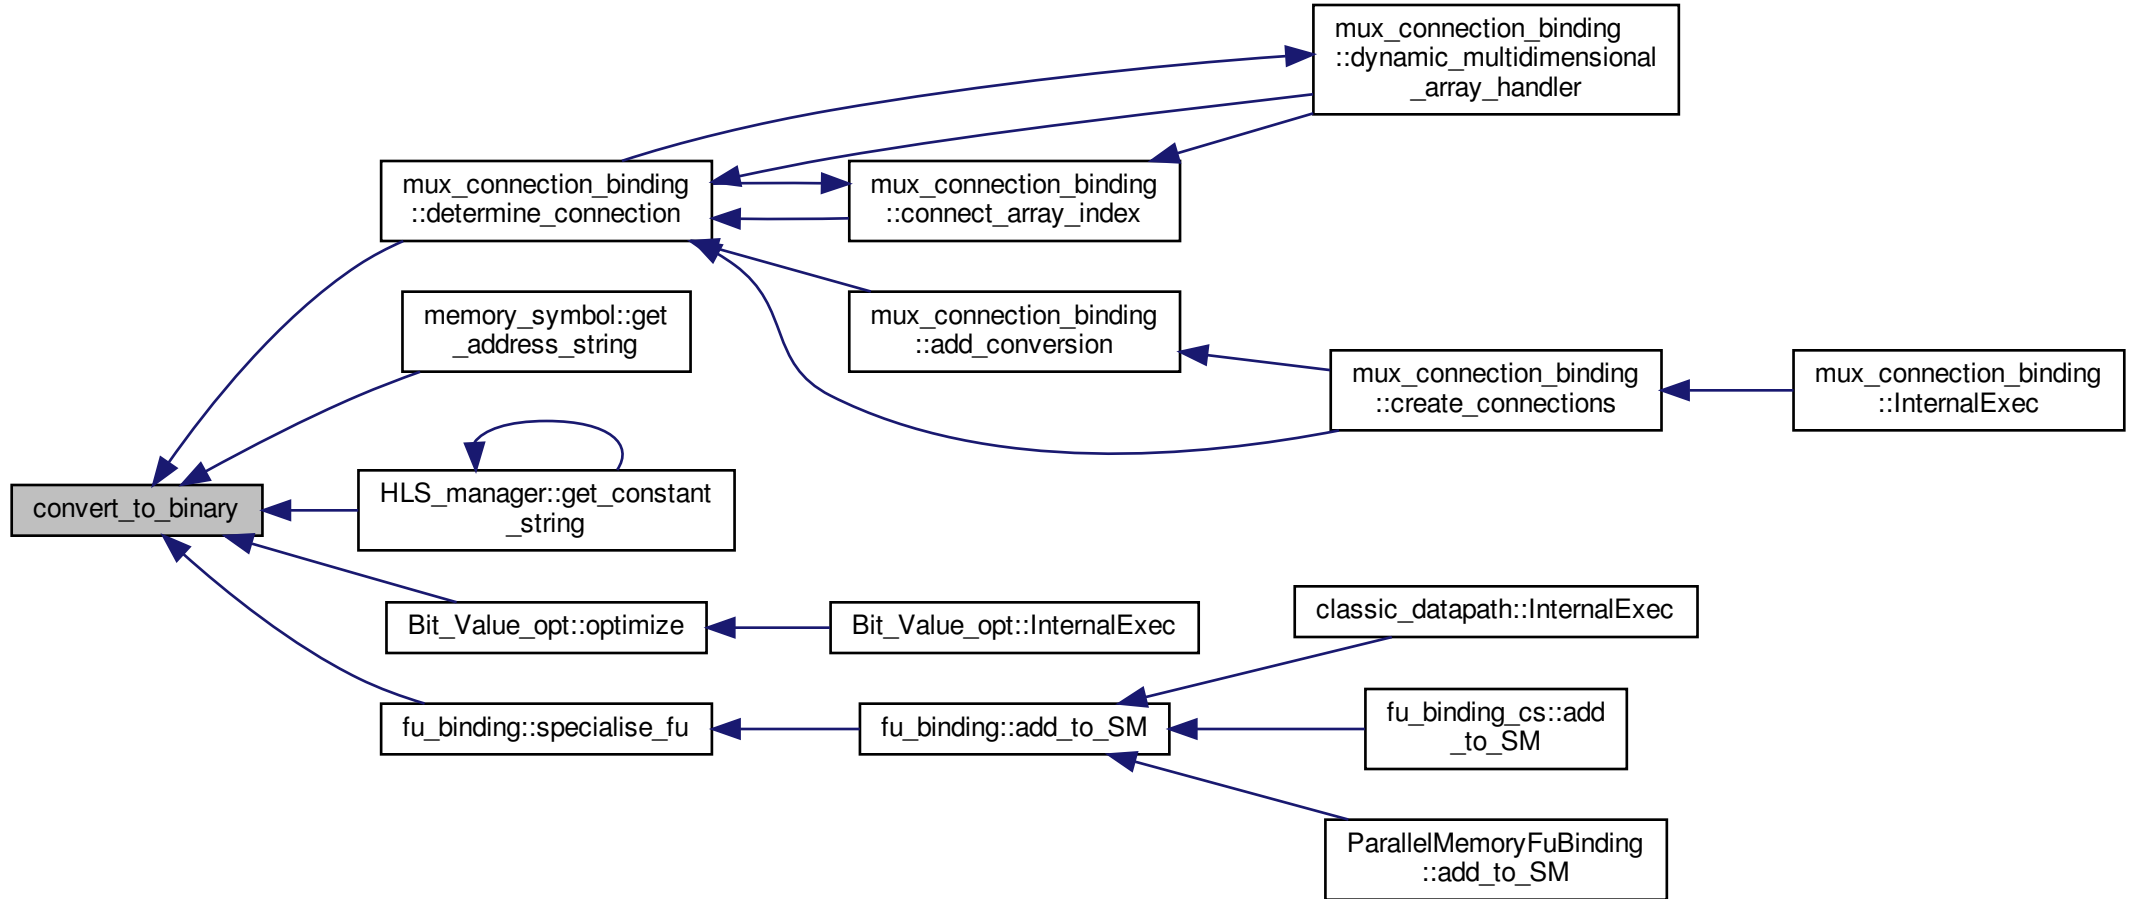 mux_connection_binding
::dynamic_multidimensional
_array_handler
mux_connection_binding
::determine_connection
mux_connection_binding
::connect_array_index
memory_symbol::get
_address_string
mux_connection_binding
::add_conversion
mux_connection_binding
::create_connections
mux_connection_binding
::InternalExec
convert_to_binary
HLS_manager::get_constant
_string
Bit_Value_opt::optimize
Bit_Value_opt::InternalExec
classic_datapath::InternalExec
fu_binding::specialise_fu
fu_binding::add_to_SM
fu_binding_cs::add
_to_SM
ParallelMemoryFuBinding
::add_to_SM